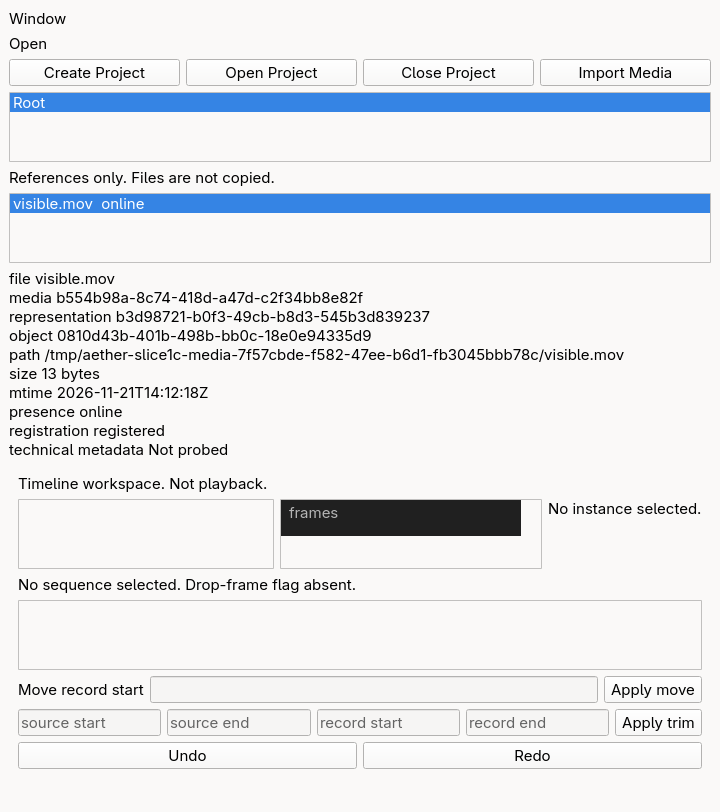 Window
Open
Create Project Open Project Close Project Import Media
Root
References only. Files are not copied.
visible.mov  online
file visible.mov
media b554b98a-8c74-418d-a47d-c2f34bb8e82f
representation b3d98721-b0f3-49cb-b8d3-545b3d839237
object 0810d43b-401b-498b-bb0c-18e0e94335d9
path /tmp/aether-slice1c-media-7f57cbde-f582-47ee-b6d1-fb3045bbb78c/visible.mov
size 13 bytes
mtime 2026-11-21T14:12:18Z
presence online
registration registered
technical metadata Not probed
Timeline workspace. Not playback.
frames No instance selected.
No sequence selected. Drop-frame flag absent.
Move record start Apply move
source start source end record start record end Apply trim
Undo Redo